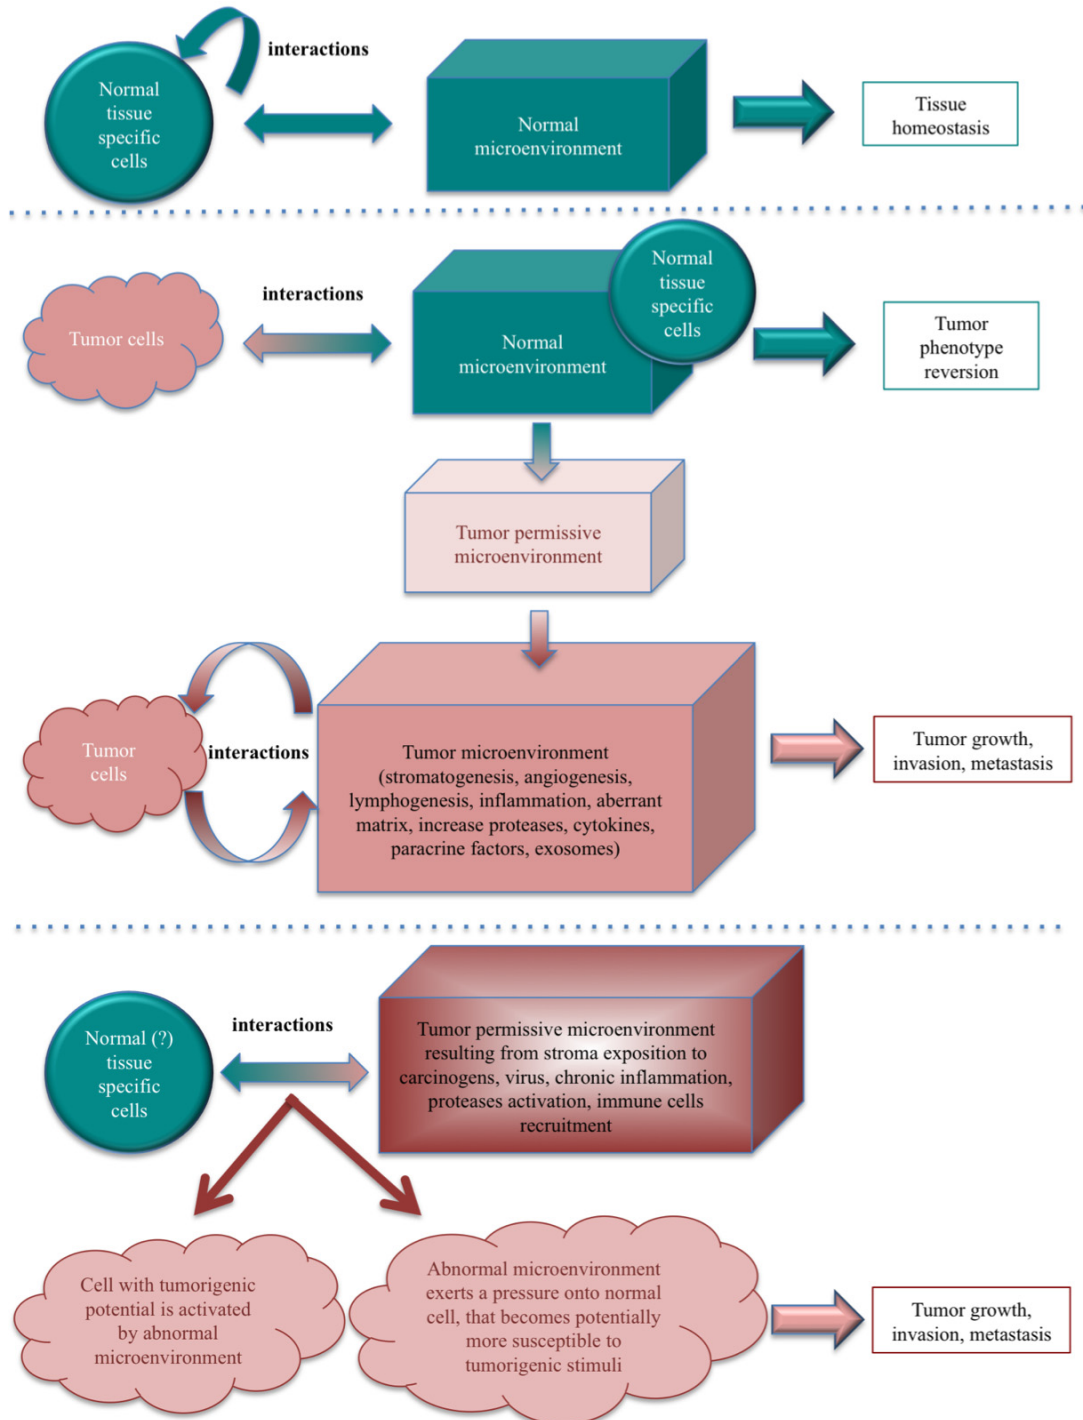 interactions
Normal
tissue
specific
cells
Normal
microenvironment
Tissue
homeostasis
Tumor cells
interactions
Normal
microenvironment
Normal
tissue
specific
cells
Tumor
phenotype
reversion
Tumor permissive
microenvironment
Tumor
cells
interactions
Tumor microenvironment
(stromatogenesis, angiogenesis,
lymphogenesis, inflammation, aberrant
matrix, increase proteases, cytokines,
paracrine factors, exosomes)
Tumor growth,
invasion, metastasis
Normal (?)
tissue
specific
cells
interactions
Tumor permissive microenvironment
resulting from stroma exposition to
carcinogens, virus, chronic inflammation,
proteases activation, immune cells
recruitment
Cell with tumorigenic
potential is activated
by abnormal
microenvironment
Abnormal microenvironment
exerts a pressure onto normal
cell, that becomes potentially
more susceptible to
tumorigenic stimuli
Tumor growth,
invasion, metastasis